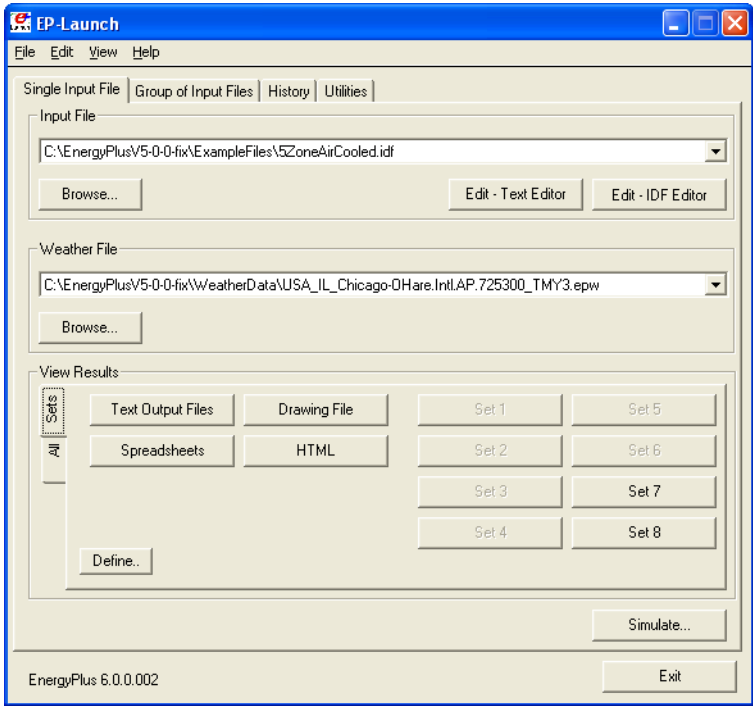 EP-Launch
File Edit View Help
Single Input File Group of Input Files History Utilities
Input File
C:\EnergyPlusV5-0-0-fix\ExampleFiles\5ZoneAirCooled.idf
Browse... Edit - Text Editor Edit - IDF Editor
Weather File
C:\EnergyPlusV5-0-0-fix\WeatherData\USA_IL_Chicago-OHare.Intl.AP.725300_TMY3.epw
Browse...
View Results
Sets
All
Text Output Files Drawing File Set 1 Set 5
Spreadsheets HTML Set 2 Set 6
Set 3 Set 7
Set 4 Set 8
Define..
Simulate...
EnergyPlus 6.0.0.002 Exit